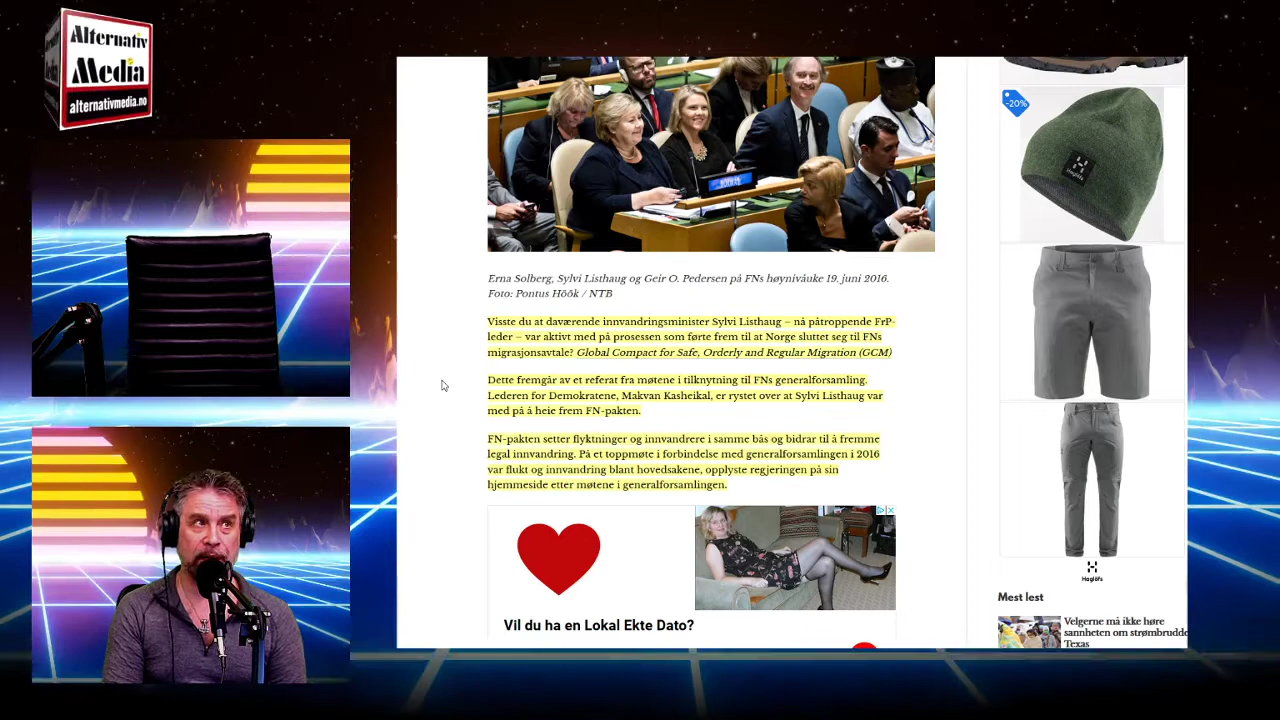 Alternativ
Media
alternativmedia.no
NORWAY
Erna Solberg, Sylvi Listhaug og Geir O. Pedersen på FNs høynivåuke 19. juni 2016.
Foto: Pontus Höök / NTB
Visste du at daværende innvandringsminister Sylvi Listhaug – nå påtroppende FrP-
leder – var aktivt med på prosessen som førte frem til at Norge sluttet seg til FNs
migrasjonsavtale? Global Compact for Safe, Orderly and Regular Migration (GCM)
Dette fremgår av et referat fra møtene i tilknytning til FNs generalforsamling.
Lederen for Demokratene, Makvan Kasheikal, er rystet over at Sylvi Listhaug var
med på å heie frem FN-pakten.
FN-pakten setter flyktninger og innvandrere i samme bås og bidrar til å fremme
legal innvandring. På et toppmøte i forbindelse med generalforsamlingen i 2016
var flukt og innvandring blant hovedsakene, opplyste regjeringen på sin
hjemmeside etter møtene i generalforsamlingen.
Vil du ha en Lokal Ekte Dato?
-20%
Haglöfs
Haglöfs
Mest lest
Velgerne må ikke høre
sannheten om strømbrudde
Texas